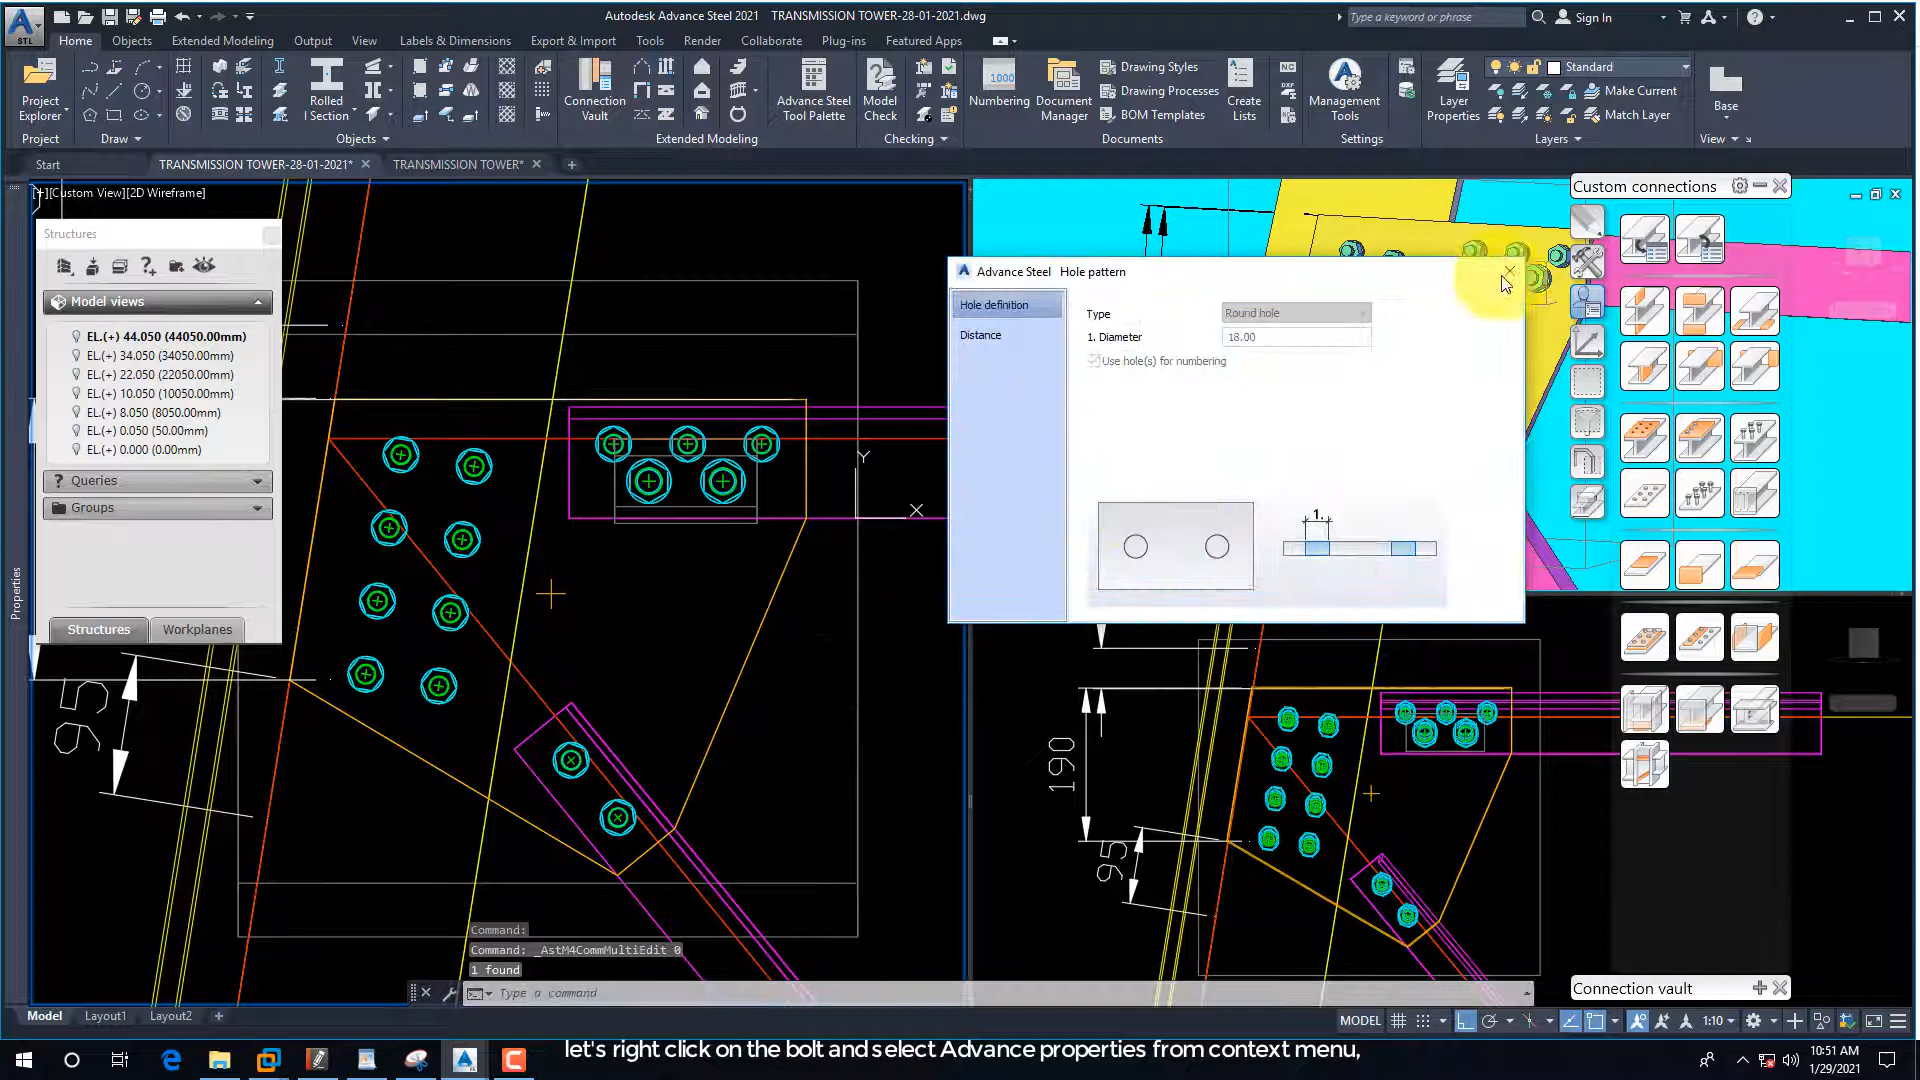 Autodesk Advance Steel 2021 TRANSMISSION TOWER-28-01-2021.dwg
Type a keyword or phrase
Sign In
STL
Home Objects Extended Modeling Output View Labels & Dimensions Export & Import Tools Render Collaborate Plug-ins Featured Apps
Project Explorer
Project
Draw
Rolled I Section
Objects
Connection Vault
Extended Modeling
Advance Steel Tool Palette
Model Check
Checking
1000
Numbering
Document Manager
Drawing Styles
Drawing Processes
BOM Templates
Create Lists
NC
DXF
Documents
Management Tools
Settings
Layer Properties
Standard
Make Current
Match Layer
Layers
Base
View
Start TRANSMISSION TOWER-28-01-2021* TRANSMISSION TOWER*
[+][Custom View][2D Wireframe]
Structures
Model views
EL.(+) 44.050 (44050.00mm)
EL.(+) 34.050 (34050.00mm)
EL.(+) 22.050 (22050.00mm)
EL.(+) 10.050 (10050.00mm)
EL.(+) 8.050 (8050.00mm)
EL.(+) 0.050 (50.00mm)
EL.(+) 0.000 (0.00mm)
Queries
Groups
Structures Workplanes
Properties
95
Y
X
Custom connections
Advance Steel Hole pattern
Hole definition
Distance
Type Round hole
1. Diameter 18.00
Use hole(s) for numbering
1.
190
95
Connection vault
Command:
Command: _AstM4CommMultiEdit 0
1 found
Type a command
Model Layout1 Layout2
MODEL
1:10
let's right click on the bolt and select Advance properties from context menu,
10:51 AM
1/29/2021